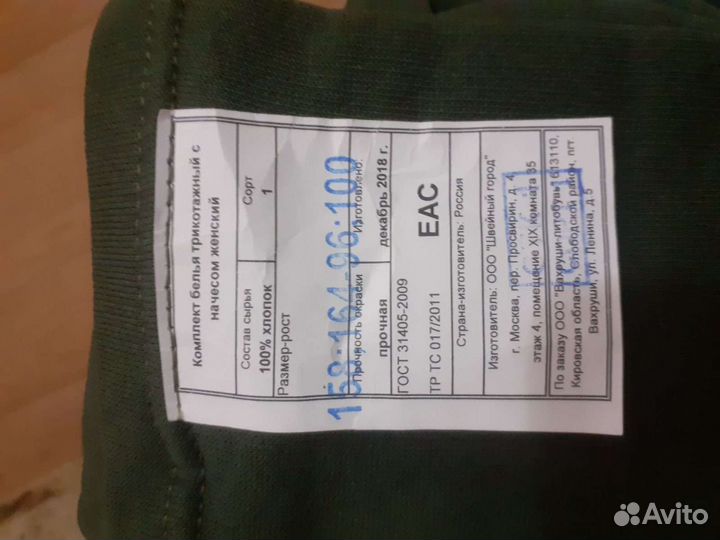 Комплект белья трикотажный с
начесом женский
Состав сырья
100% хлопок
Сорт
1
Размер-рост
158;164-96;100
Прочность окраски
прочная
Изготовлено:
декабрь 2018 г.
ГОСТ 31405-2009
ТР ТС 017/2011
ЕАС
Страна-изготовитель: Россия
Изготовитель: ООО "Швейный город"
г. Москва, пер. Просвирин, д. 4,
этаж 4, помещение XIX комната 35
По заказу ООО "Вахруши-литобувь" 613110,
Кировская область, Слободской район, пгт
Вахруши, ул. Ленина, д 5
Avito